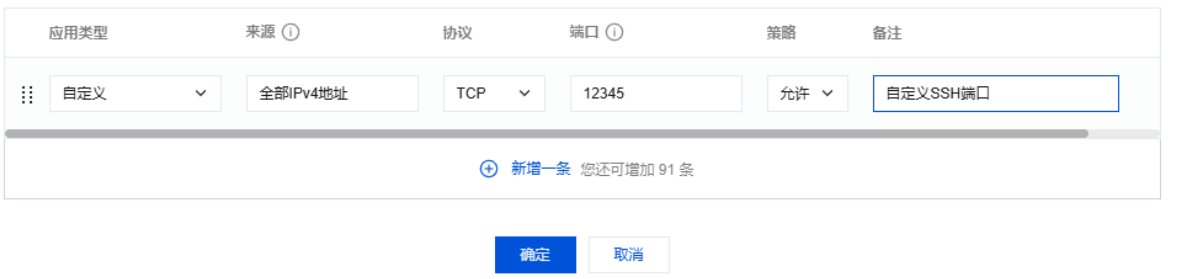 应用类型 来源 协议 端口 策略 备注
自定义 全部IPv4地址 TCP 12345 允许 自定义SSH端口
新增一条 您还可增加 91 条
确定 取消